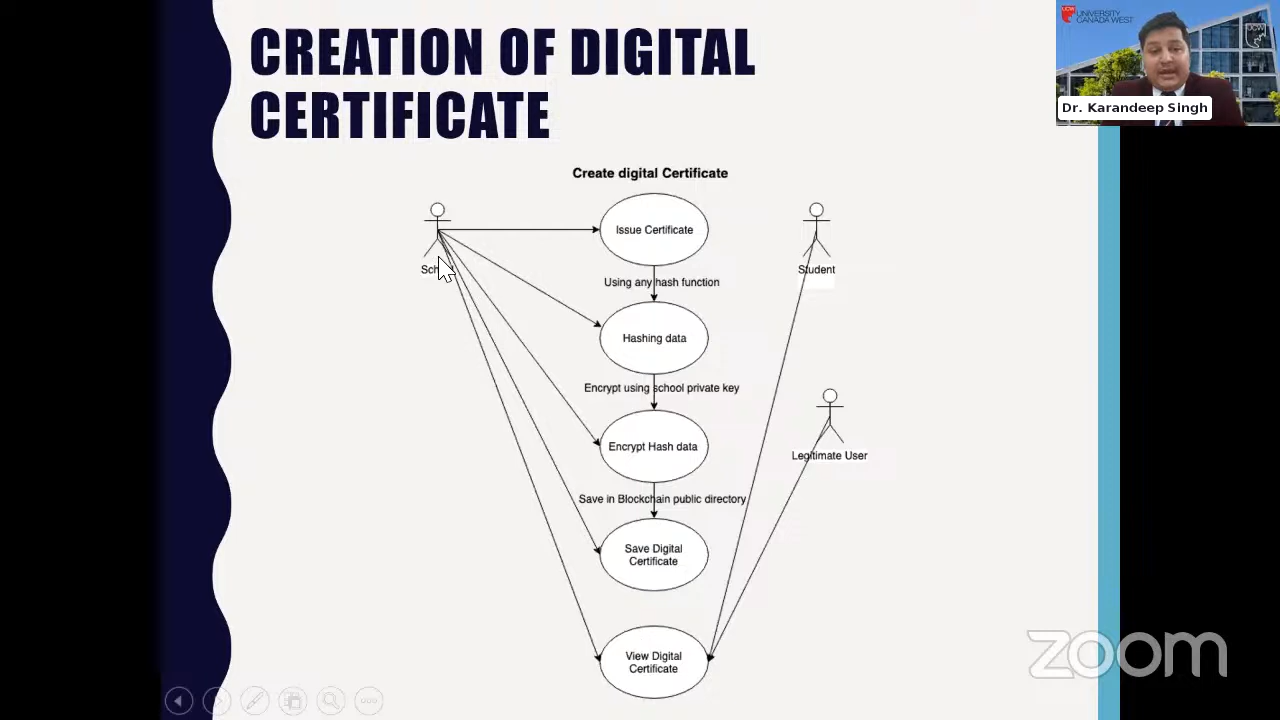 CREATION OF DIGITAL
CERTIFICATE
UCW
UNIVERSITY
CANADA WEST
UCW
Dr. Karandeep Singh
Create digital Certificate
Issue Certificate
Using any hash function
Student
Hashing data
Encrypt using school private key
Encrypt Hash data
Legitimate User
Save in Blockchain public directory
Save Digital
Certificate
View Digital
Certificate
zoom